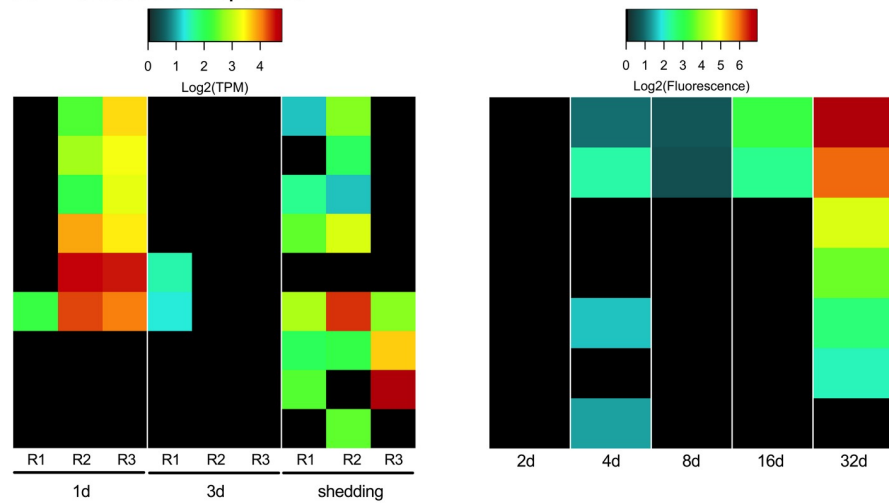 0 1 2 3 4
Log2(TPM)
0 1 2 3 4 5 6
Log2(Fluorescence)
R1 R2 R3 R1 R2 R3 R1 R2 R3
1d 3d shedding
2d 4d 8d 16d 32d